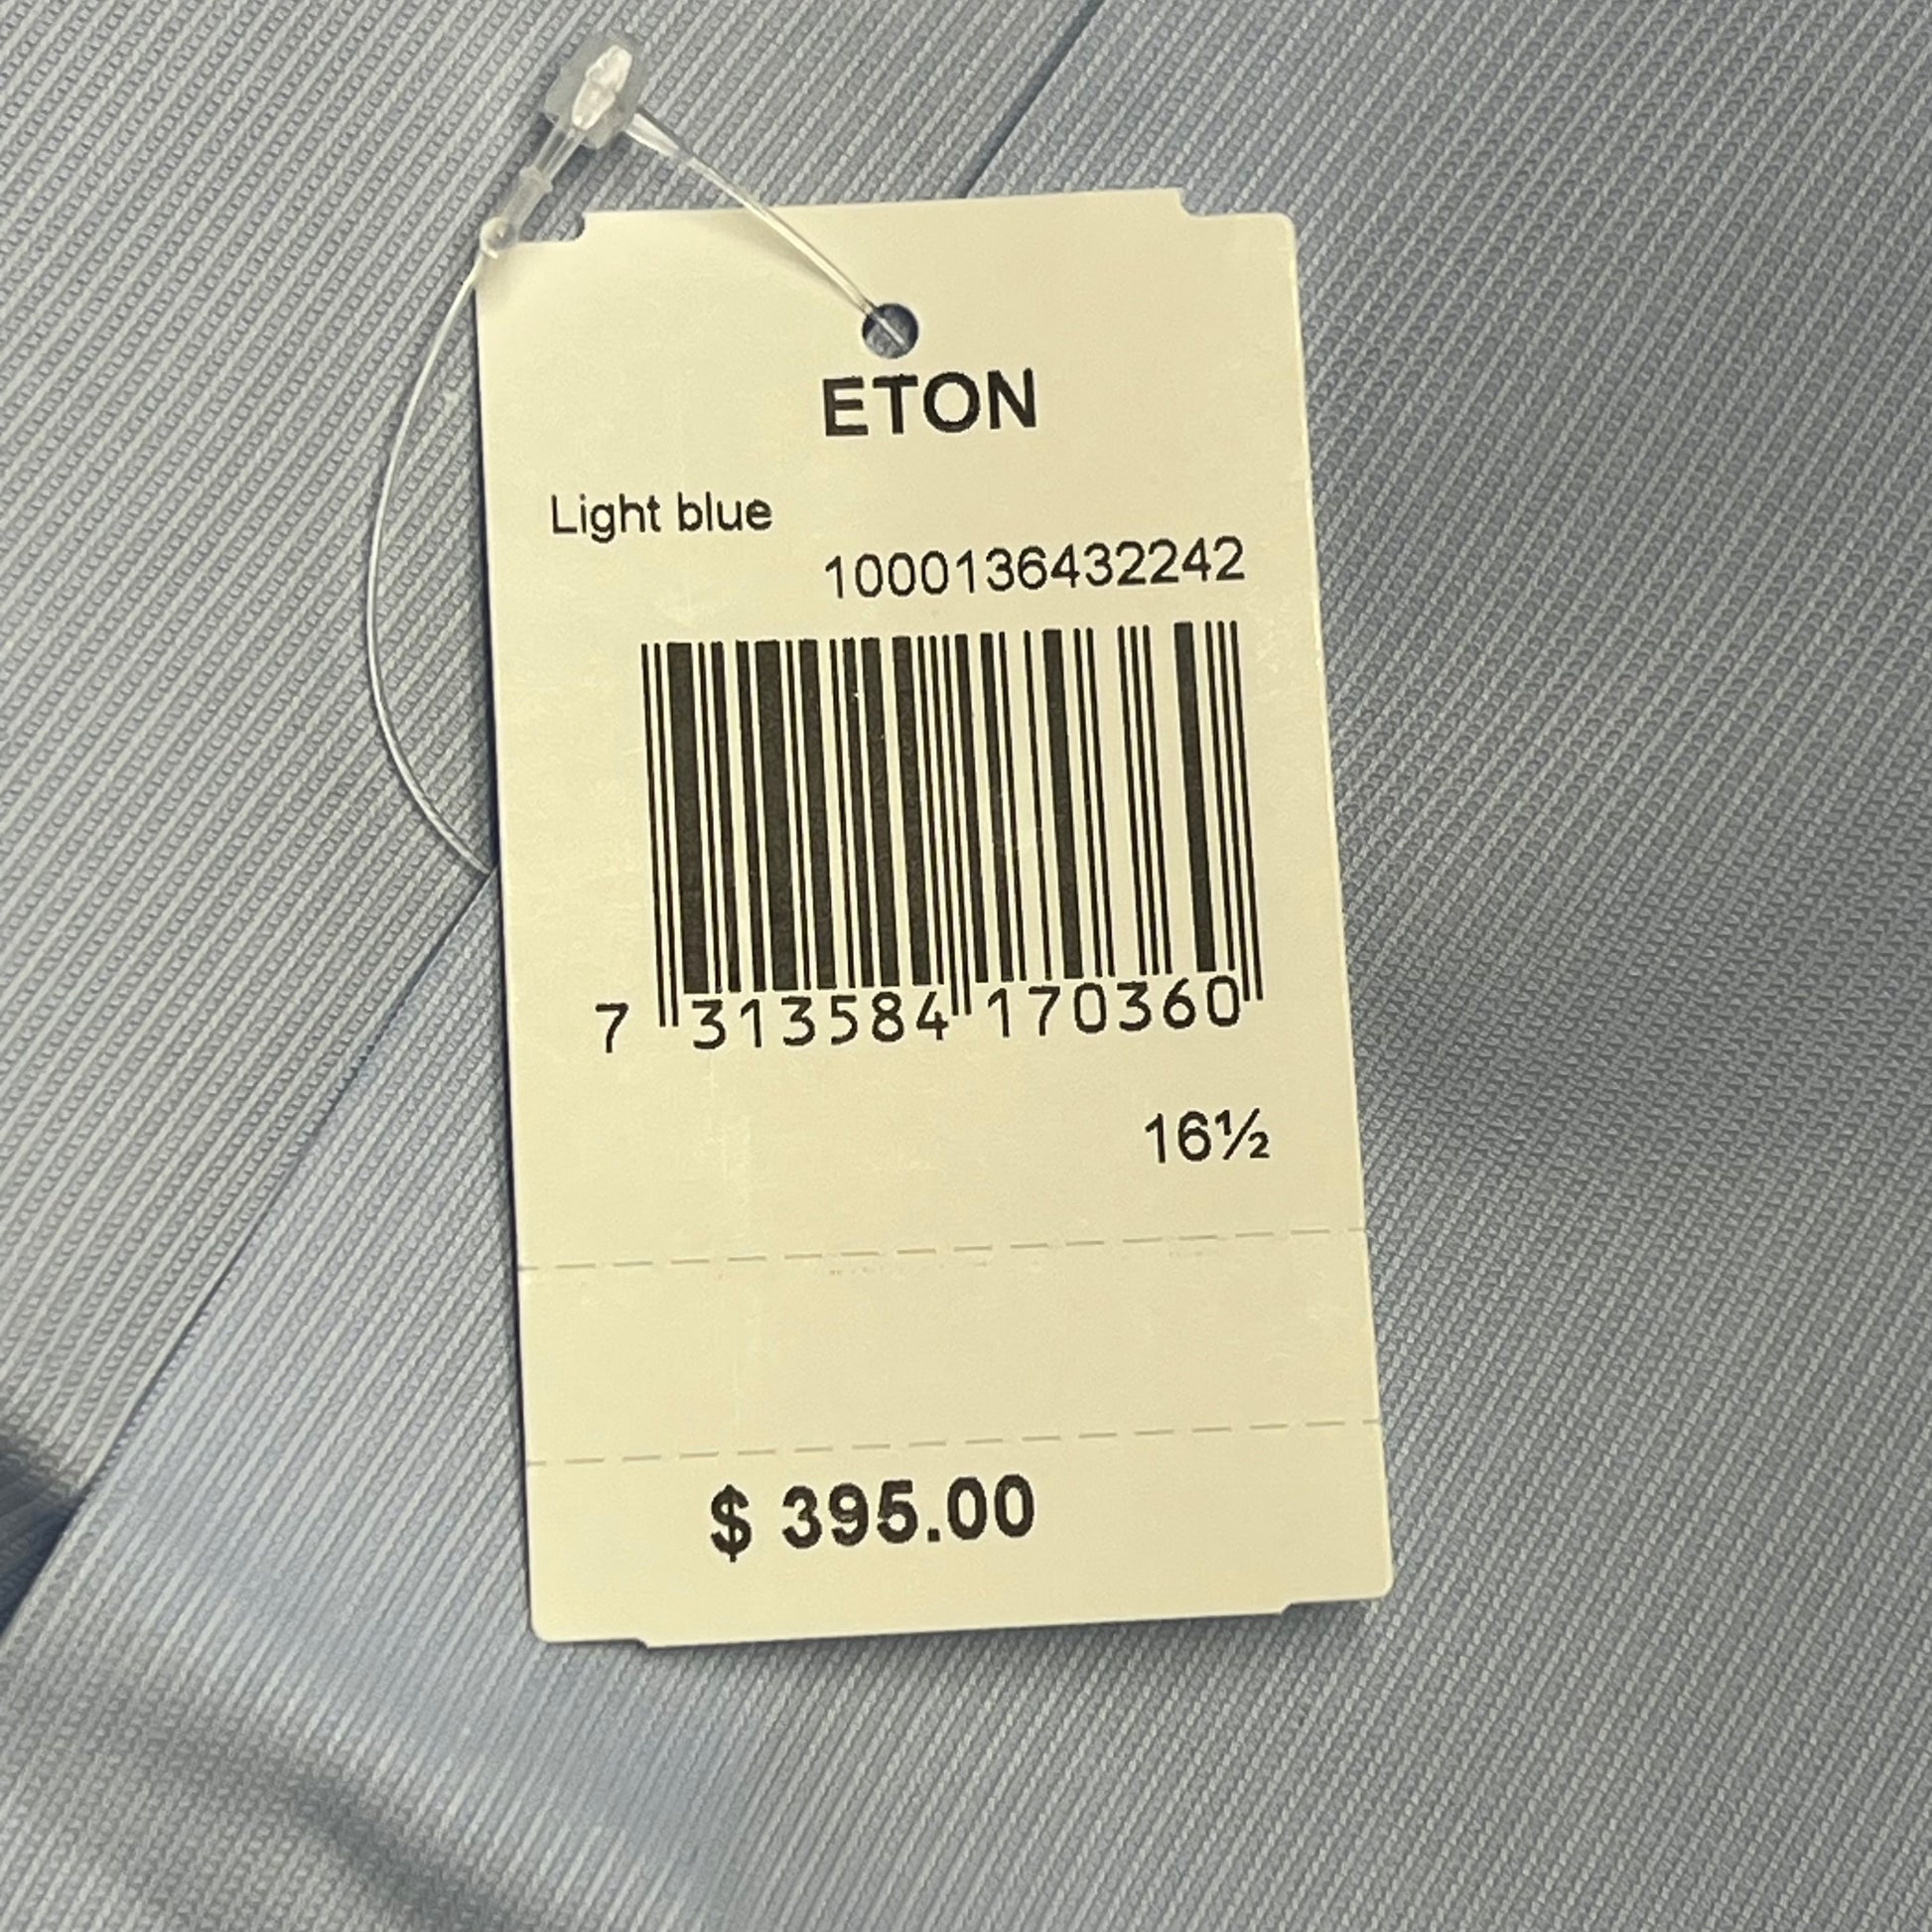 ETON
Light blue
1000136432242
7 313584 170360
16½
$ 395.00